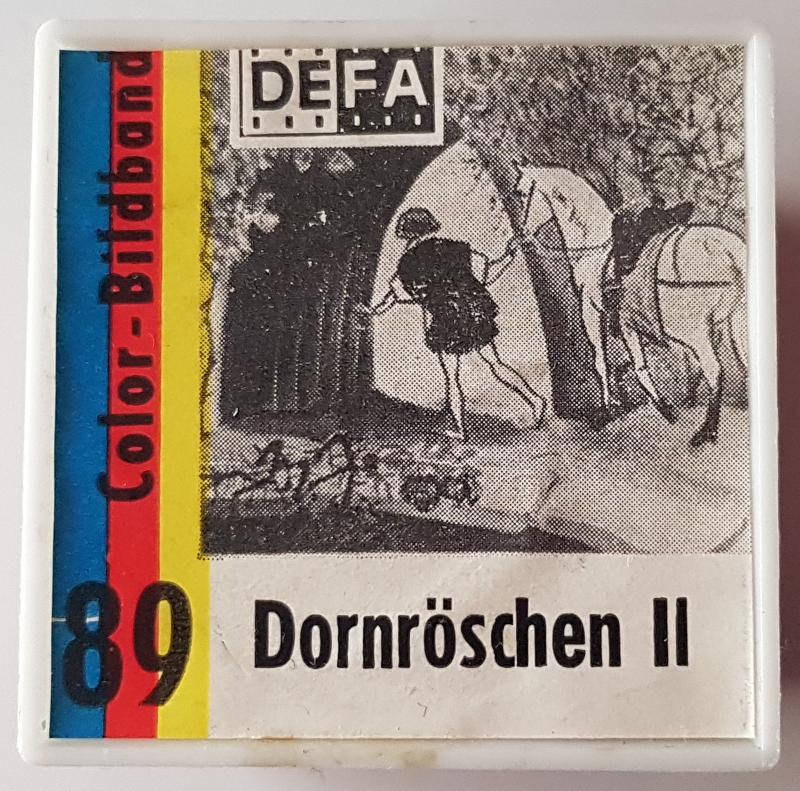 DEFA
Color-Bildband
89
Dornröschen II